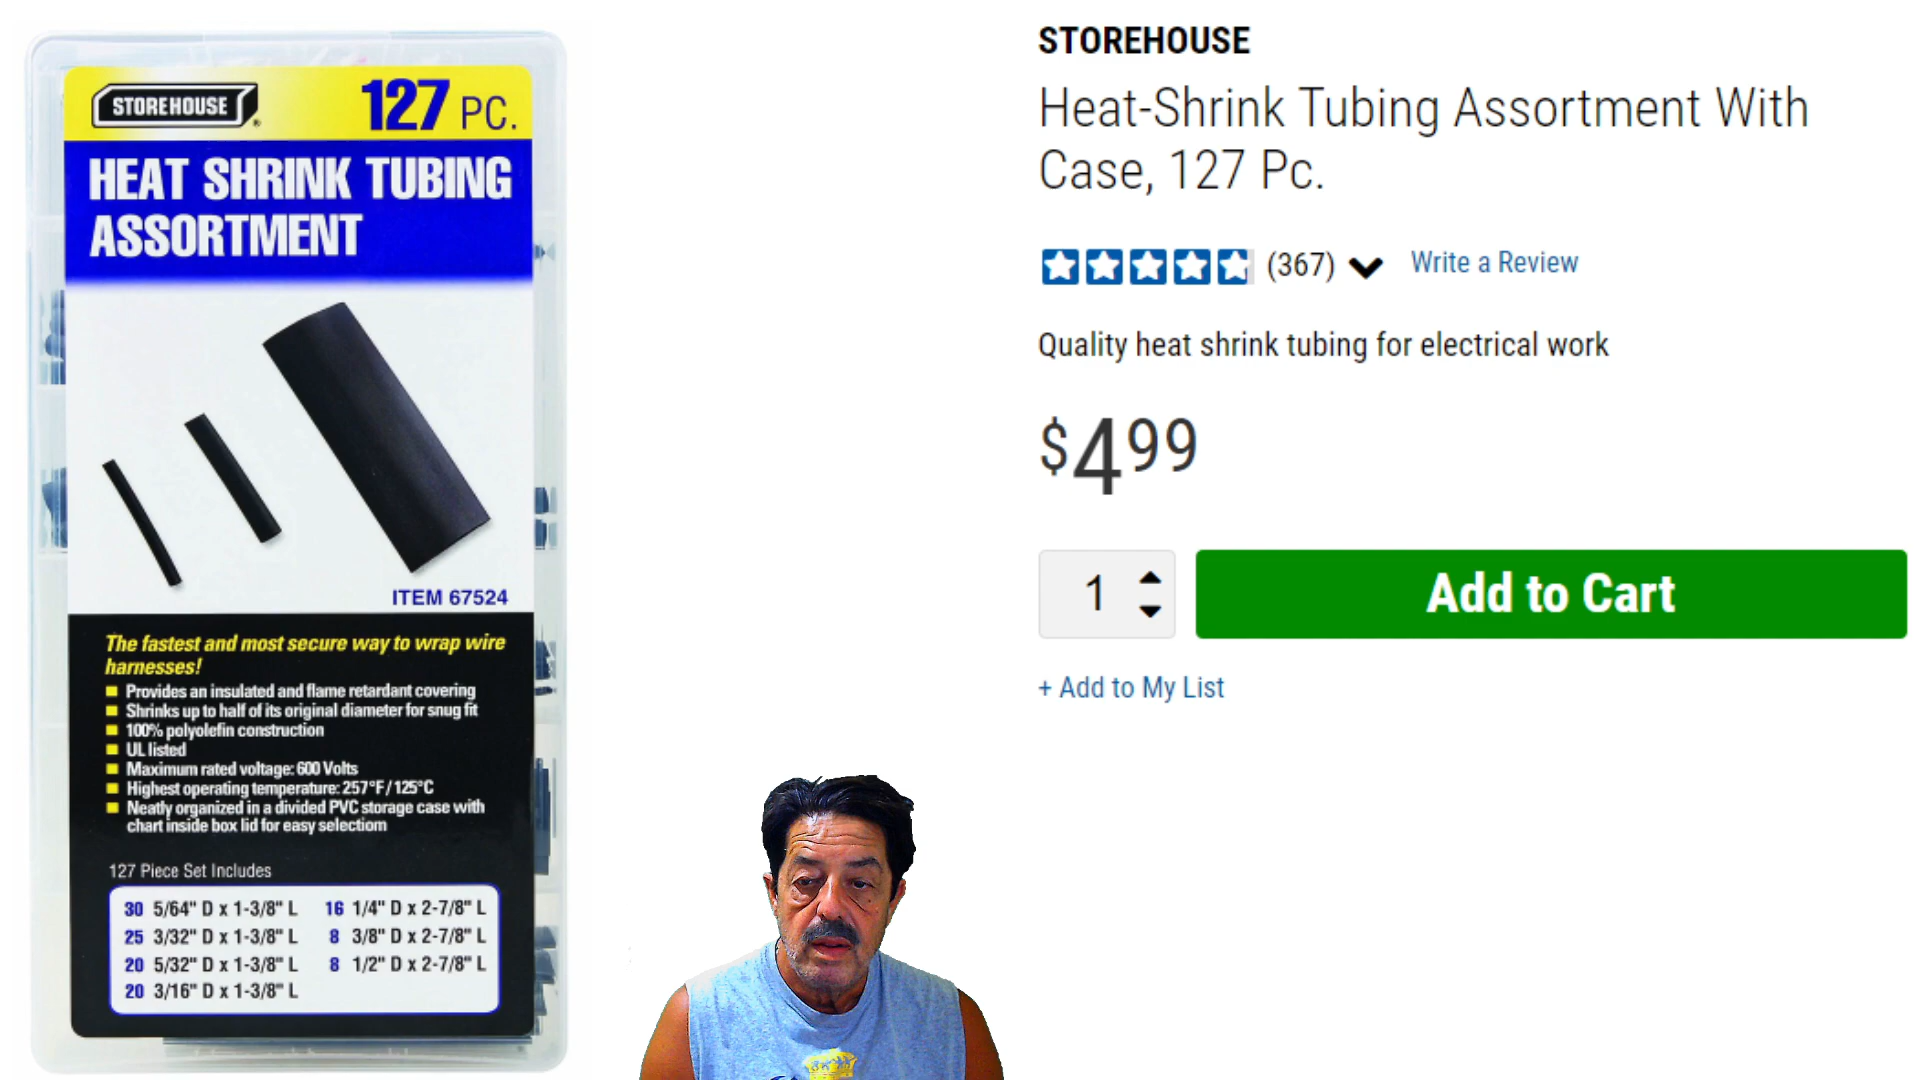 STOREHOUSE
127 PC.
HEAT SHRINK TUBING
ASSORTMENT
ITEM 67524
The fastest and most secure way to wrap wire
harnesses!
Provides an insulated and flame retardant covering
Shrinks up to half of its original diameter for snug fit
100% polyolefin construction
UL listed
Maximum rated voltage: 600 Volts
Highest operating temperature: 257°F / 125°C
Neatly organized in a divided PVC storage case with
chart inside box lid for easy selectiom
127 Piece Set Includes
30 5/64" D x 1-3/8" L
25 3/32" D x 1-3/8" L
20 5/32" D x 1-3/8" L
20 3/16" D x 1-3/8" L
16 1/4" D x 2-7/8" L
8 3/8" D x 2-7/8" L
8 1/2" D x 2-7/8" L
STOREHOUSE
Heat-Shrink Tubing Assortment With
Case, 127 Pc.
(367) Write a Review
Quality heat shrink tubing for electrical work
$4 99
1 Add to Cart
+ Add to My List